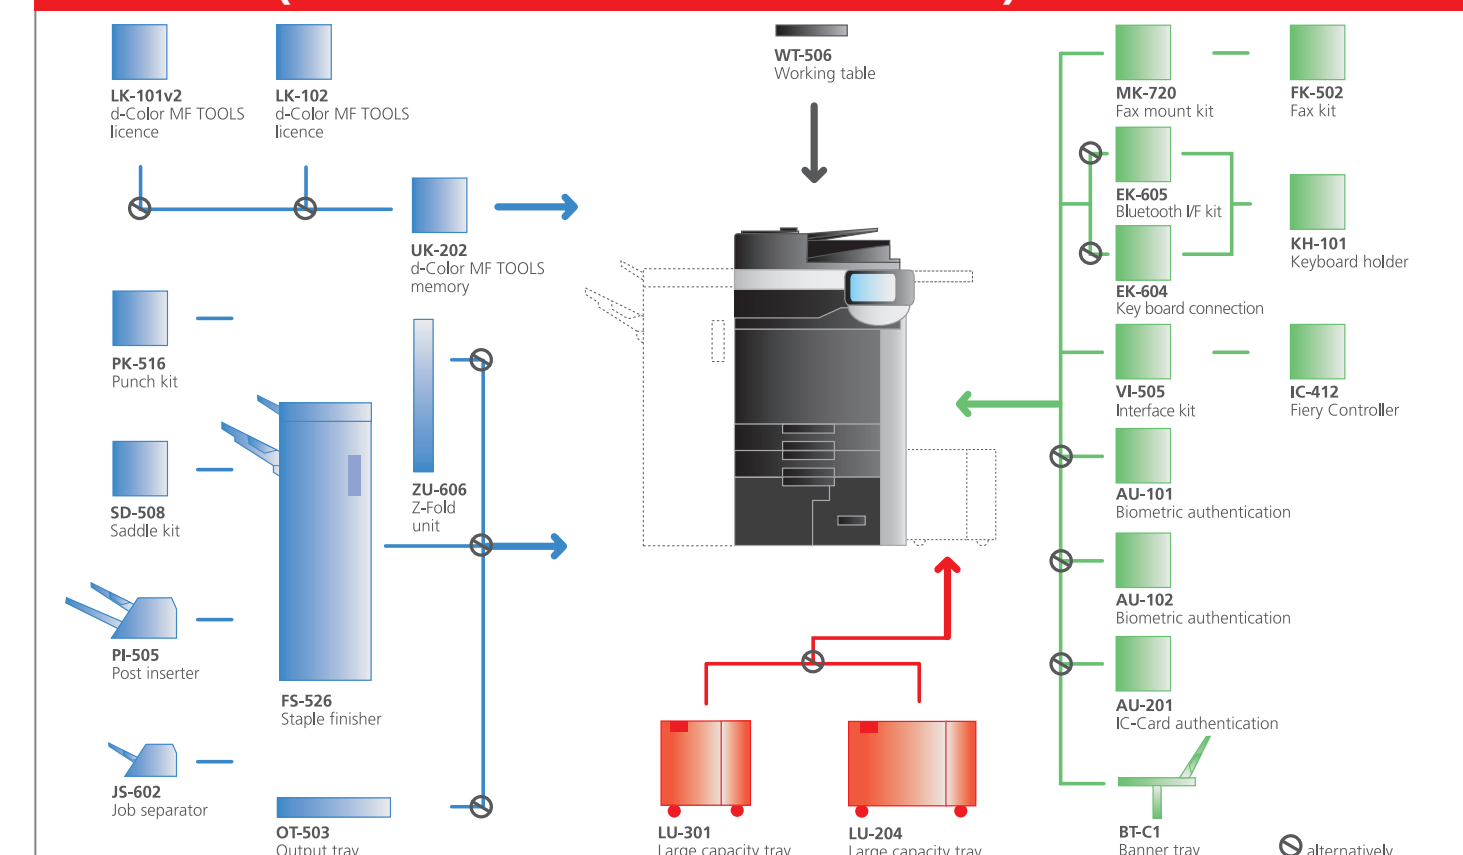 LK-101v2
d-Color MF TOOLS
licence
LK-102
d-Color MF TOOLS
licence
UK-202
d-Color MF TOOLS
memory
PK-516
Punch kit
SD-508
Saddle kit
PI-505
Post inserter
JS-602
Job separator
FS-526
Staple finisher
ZU-606
Z-Fold
unit
OT-503
Output tray
WT-506
Working table
LU-301
Large capacity tray
LU-204
Large capacity tray
MK-720
Fax mount kit
FK-502
Fax kit
EK-605
Bluetooth I/F kit
EK-604
Key board connection
KH-101
Keyboard holder
VI-505
Interface kit
IC-412
Fiery Controller
AU-101
Biometric authentication
AU-102
Biometric authentication
AU-201
IC-Card authentication
BT-C1
Banner tray
alternatively